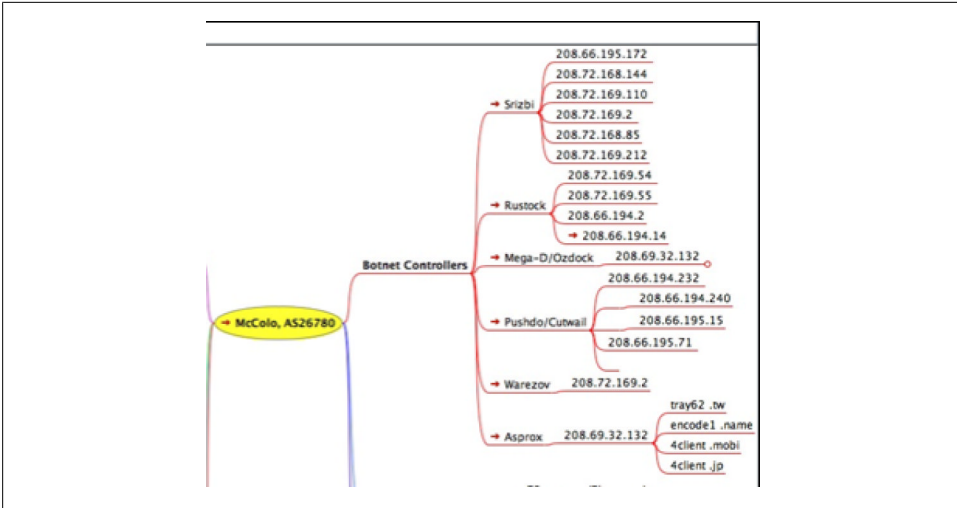 208.66.195.172
208.72.168.144
208.72.169.110
→ Srizbi
208.72.169.2
208.72.168.85
208.72.169.212
208.72.169.54
208.72.169.55
→ Rustock
208.66.194.2
→ 208.66.194.14
→ Mega-D/Ozdock
208.69.32.132
Botnet Controllers
208.66.194.232
208.66.194.240
→ McColo, AS26780
→ Pushdo/Cutwail
208.66.195.15
208.66.195.71
→ Warezov
208.72.169.2
tray62 .tw
encode1 .name
→ Asprox
208.69.32.132
4client .mobi
4client .jp